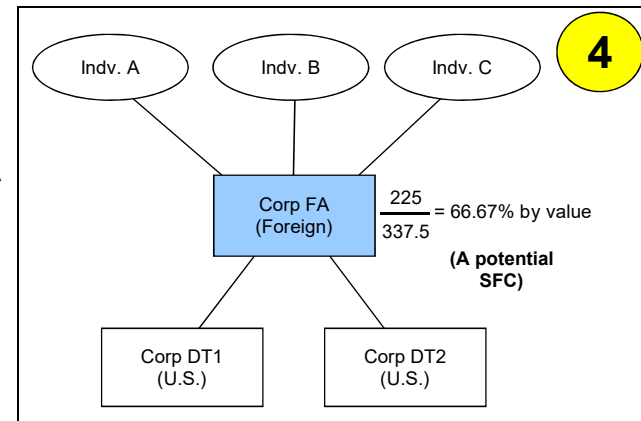 4
Indv. A
Indv. B
Indv. C
Corp FA
(Foreign)
225
337.5
= 66.67% by value
(A potential
SFC)
Corp DT1
(U.S.)
Corp DT2
(U.S.)